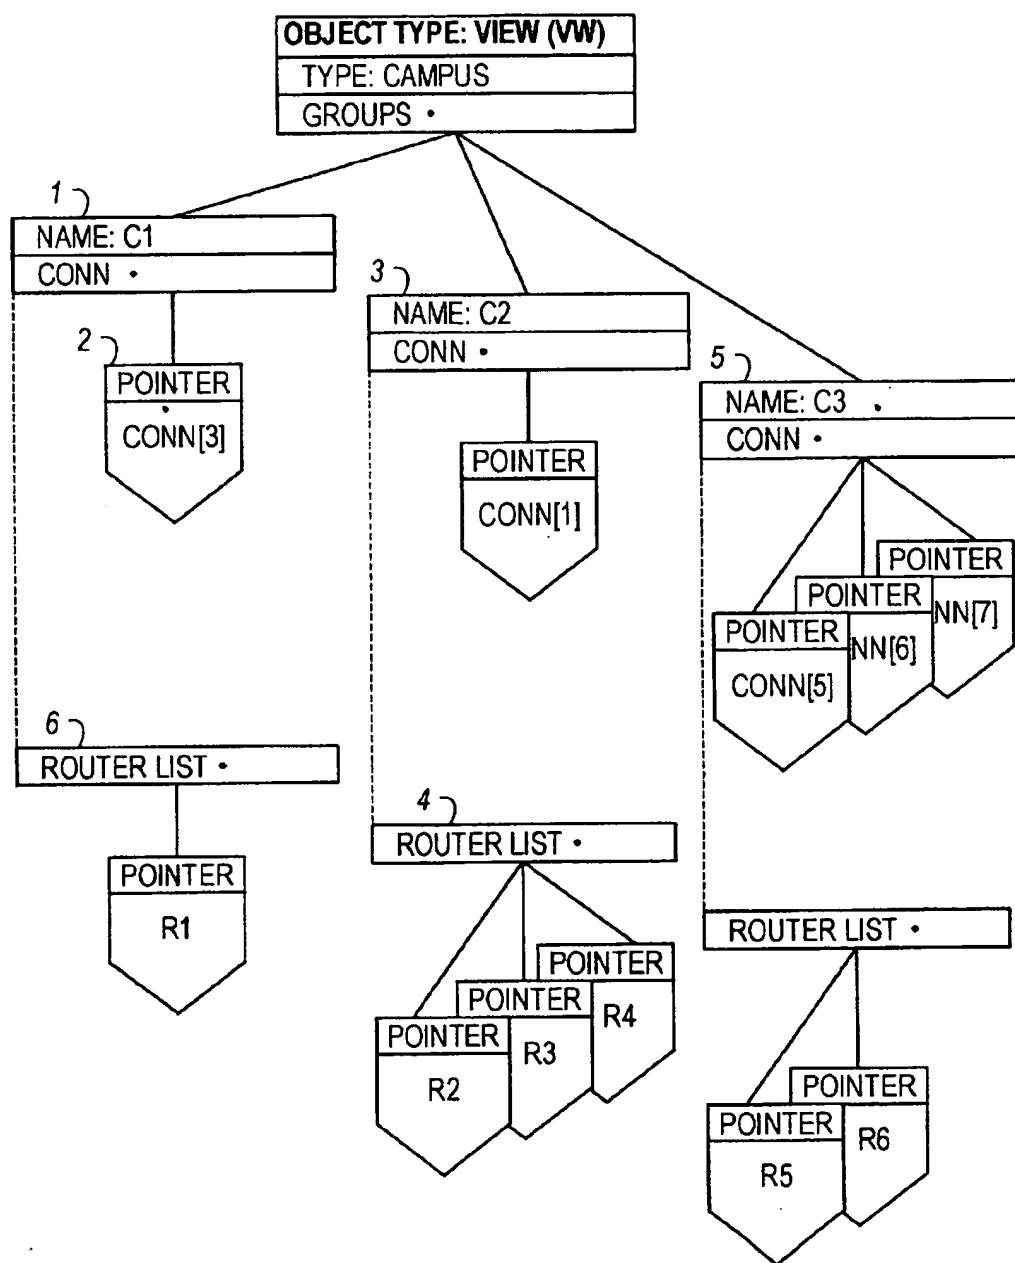 OBJECT TYPE: VIEW (VW)
TYPE: CAMPUS
GROUPS •
1
NAME: C1
CONN •
2
POINTER
CONN[3]
3
NAME: C2
CONN •
POINTER
CONN[1]
5
NAME: C3
CONN •
POINTER
NN[7]
POINTER
NN[6]
POINTER
CONN[5]
6
ROUTER LIST •
POINTER
R1
4
ROUTER LIST •
POINTER
R4
POINTER
R3
POINTER
R2
ROUTER LIST •
POINTER
R6
POINTER
R5